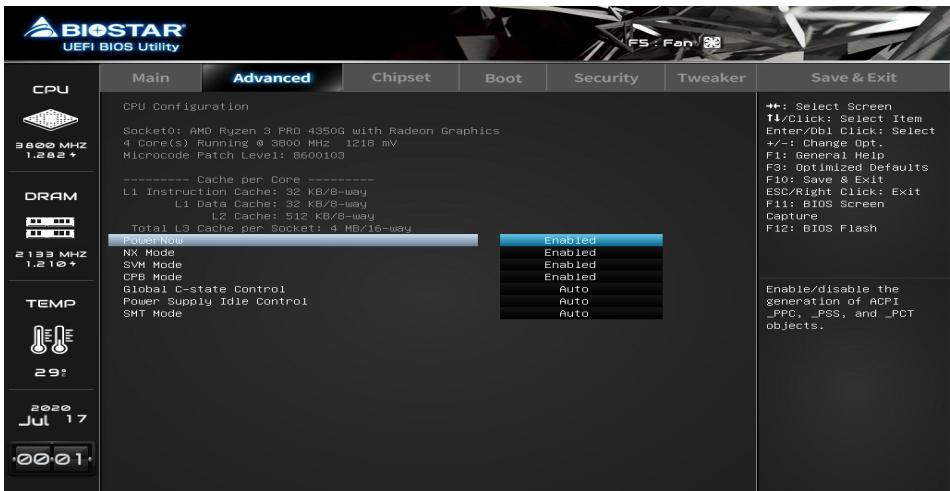 BIOSTAR
UEFI BIOS Utility
F5 : Fan
CPU
3800 MHZ
1.282 +
DRAM
2133 MHZ
1.210 +
TEMP
29°C
2020
Jul 17
00:01
Main Advanced Chipset Boot Security Tweaker Save & Exit
CPU Configuration
Socket0: AMD Ryzen 3 PRO 4350G with Radeon Graphics
4 Core(s) Running @ 3800 MHz 1218 mV
Microcode Patch Level: 8600103
--------- Cache per Core ---------
L1 Instruction Cache: 32 KB/8-way
L1 Data Cache: 32 KB/8-way
L2 Cache: 512 KB/8-way
Total L3 Cache per Socket: 4 MB/16-way
PowerNow Enabled
NX Mode Enabled
SVM Mode Enabled
CPB Mode Enabled
Global C-state Control Auto
Power Supply Idle Control Auto
SMT Mode Auto
→←: Select Screen
↑↓/Click: Select Item
Enter/Dbl Click: Select
+/-: Change Opt.
F1: General Help
F3: Optimized Defaults
F10: Save & Exit
ESC/Right Click: Exit
F11: BIOS Screen
Capture
F12: BIOS Flash
Enable/disable the
generation of ACPI
_PPC, _PSS, and _PCT
objects.